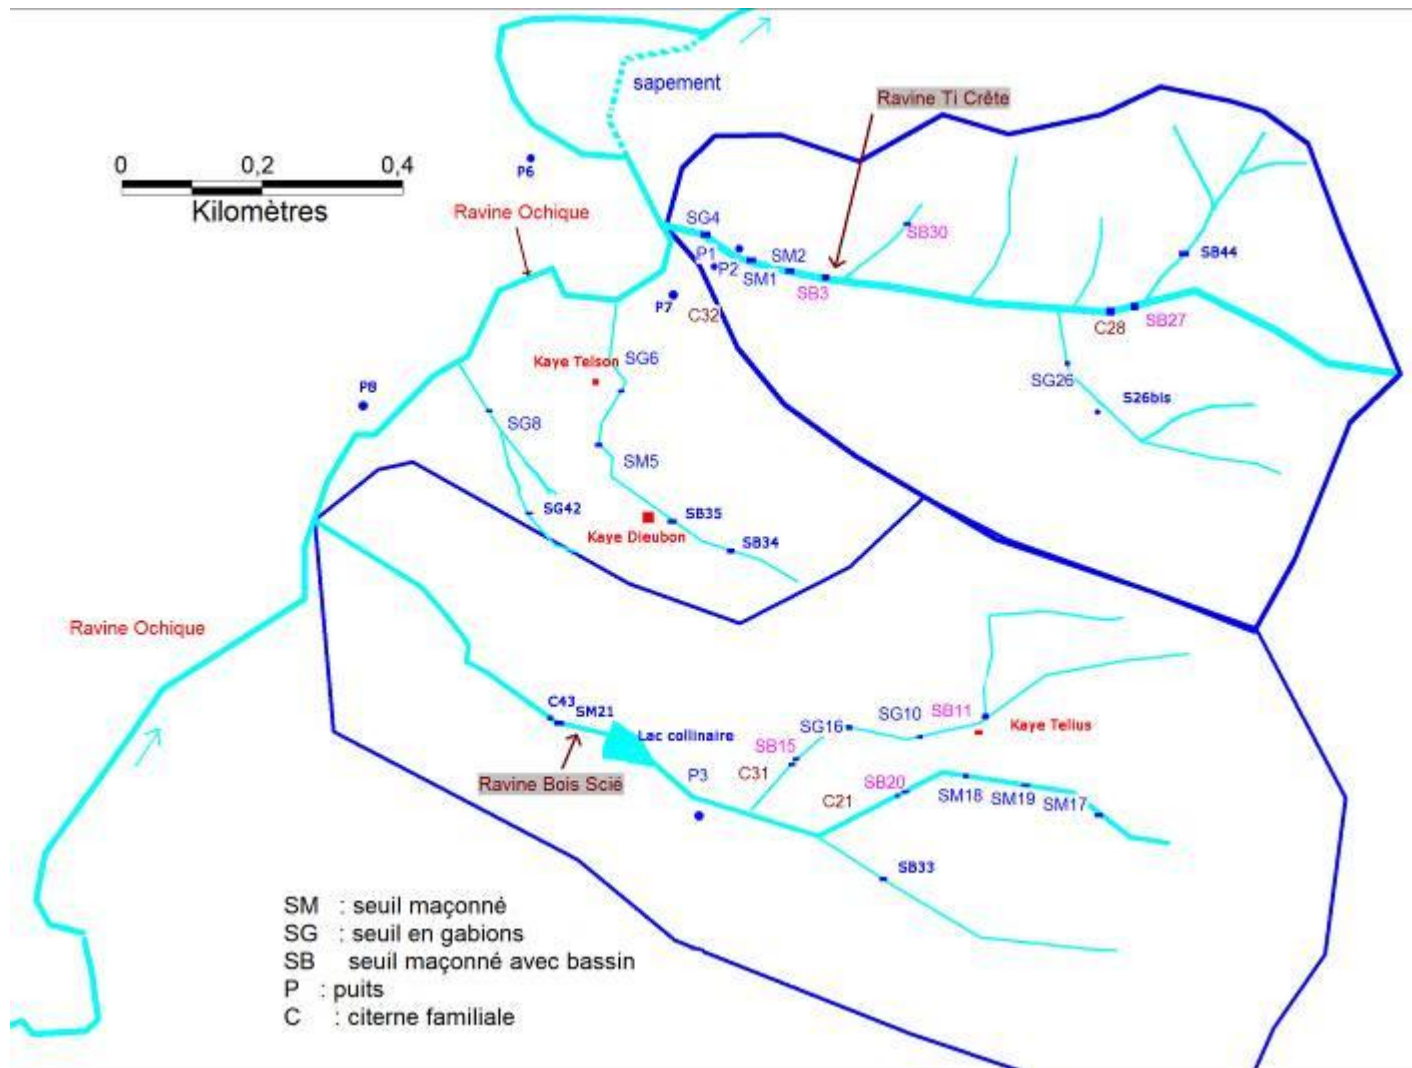 sapement
Ravine Ti Crête
0 0,2 0,4
Kilomètres
P6
Ravine Ochique
SG4
SB30
P1
P2
SM2
SM1
SB3
SB44
P7
C32
C28
SB27
Kaye Telson
SG6
SG26
S26bis
P8
SG8
SM5
SG42
SB35
Kaye Dieubon
SB34
Ravine Ochique
C43
SM21
Lac collinaire
SG16
SG10
SB11
Kaye Tellus
SB15
C31
P3
Ravine Bois Scié
SB20
C21
SM18
SM19
SM17
SB33
SM : seuil maçonné
SG : seuil en gabions
SB seuil maçonné avec bassin
P : puits
C : citerne familiale